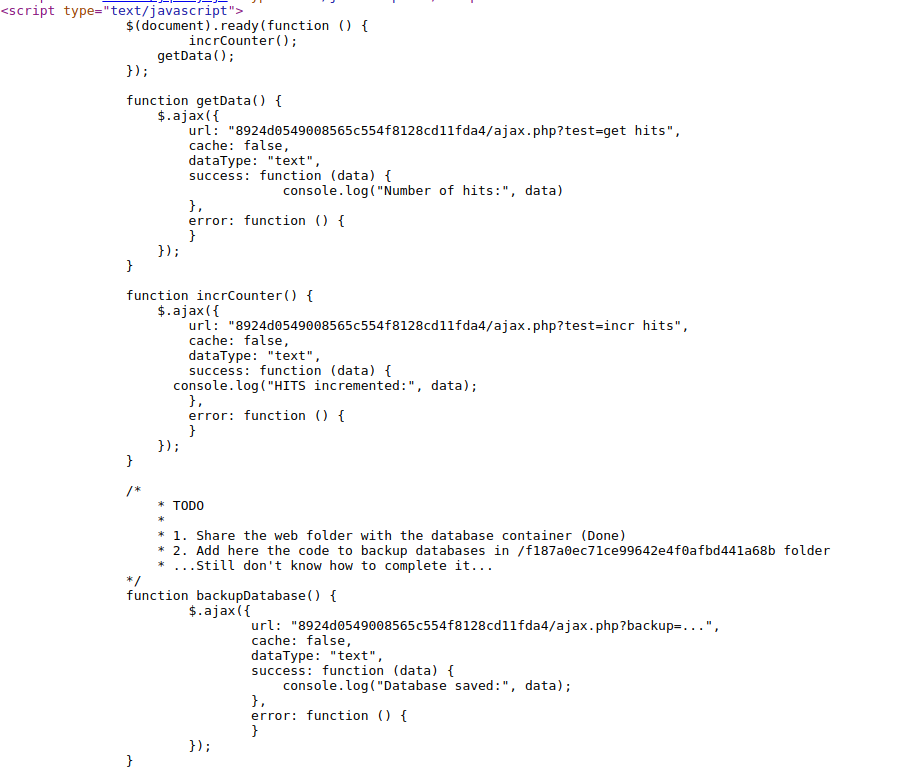 <script type="text/javascript">
$(document).ready(function () {
incrCounter();
getData();
});
function getData() {
$.ajax({
url: "8924d0549008565c554f8128cd11fda4/ajax.php?test=get hits",
cache: false,
dataType: "text",
success: function (data) {
console.log("Number of hits:", data)
},
error: function () {
}
});
}
function incrCounter() {
$.ajax({
url: "8924d0549008565c554f8128cd11fda4/ajax.php?test=incr hits",
cache: false,
dataType: "text",
success: function (data) {
console.log("HITS incremented:", data);
},
error: function () {
}
});
}
/*
* TODO
*
* 1. Share the web folder with the database container (Done)
* 2. Add here the code to backup databases in /f187a0ec71ce99642e4f0afbd441a68b folder
* ...Still don't know how to complete it...
*/
function backupDatabase() {
$.ajax({
url: "8924d0549008565c554f8128cd11fda4/ajax.php?backup=...",
cache: false,
dataType: "text",
success: function (data) {
console.log("Database saved:", data);
},
error: function () {
}
});
}